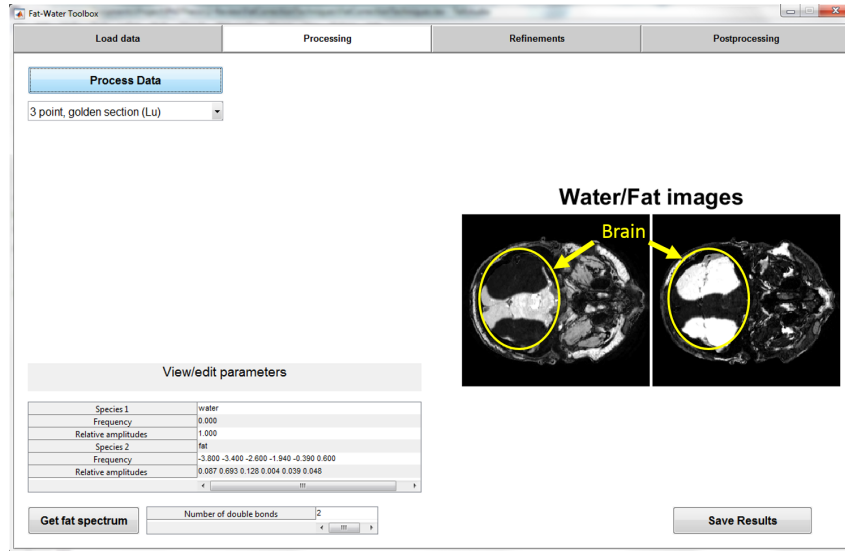 Fat-Water Toolbox
Load data
Processing
Refinements
Postprocessing
Process Data
3 point, golden section (Lu)
Water/Fat images
Brain
View/edit parameters
Species 1 water
Frequency 0.000
Relative amplitudes 1.000
Species 2 fat
Frequency -3.800 -3.400 -2.600 -1.940 -0.390 0.600
Relative amplitudes 0.087 0.693 0.128 0.004 0.039 0.048
Get fat spectrum
Number of double bonds 2
Save Results